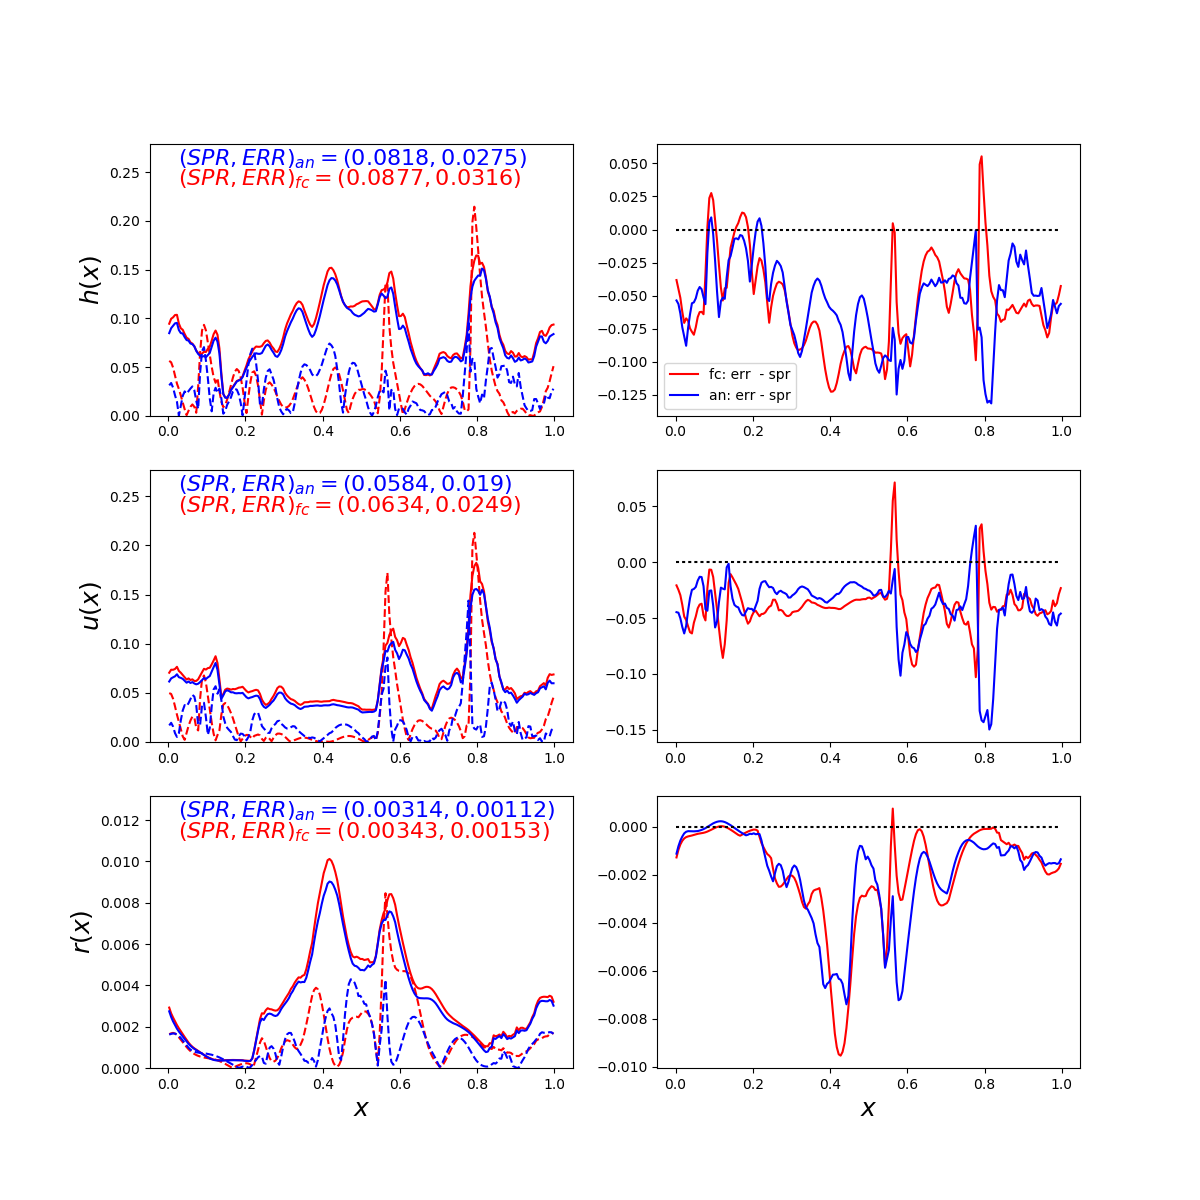 (SPR, ERR)an = (0.0818, 0.0275)
(SPR, ERR)fc = (0.0877, 0.0316)
h(x)
0.25
0.20
0.15
0.10
0.05
0.00
0.0 0.2 0.4 0.6 0.8 1.0
0.050
0.025
0.000
−0.025
−0.050
−0.075
−0.100
−0.125
fc: err - spr
an: err - spr
0.0 0.2 0.4 0.6 0.8 1.0
(SPR, ERR)an = (0.0584, 0.019)
(SPR, ERR)fc = (0.0634, 0.0249)
u(x)
0.25
0.20
0.15
0.10
0.05
0.00
0.0 0.2 0.4 0.6 0.8 1.0
0.05
0.00
−0.05
−0.10
−0.15
0.0 0.2 0.4 0.6 0.8 1.0
(SPR, ERR)an = (0.00314, 0.00112)
(SPR, ERR)fc = (0.00343, 0.00153)
r(x)
0.012
0.010
0.008
0.006
0.004
0.002
0.000
0.0 0.2 0.4 0.6 0.8 1.0
x
0.000
−0.002
−0.004
−0.006
−0.008
−0.010
0.0 0.2 0.4 0.6 0.8 1.0
x